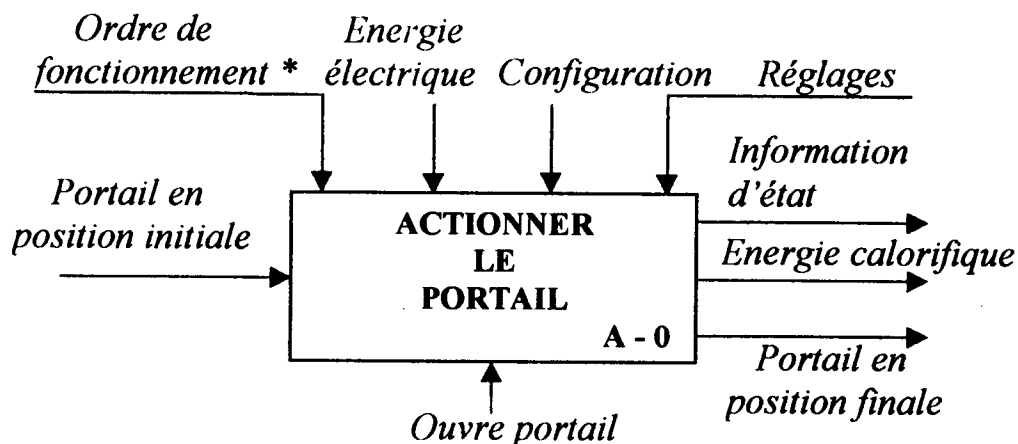 Ordre de
fonctionnement *
Energie
électrique
Configuration
Réglages
Portail en
position initiale
ACTIONNER
LE
PORTAIL
A - 0
Information
d'état
Energie calorifique
Portail en
position finale
Ouvre portail